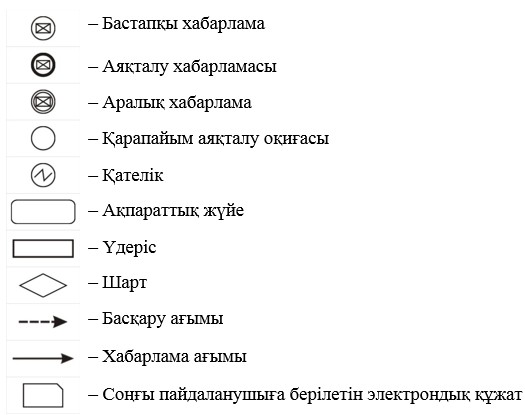 – Бастапқы хабарлама
– Аяқталу хабарламасы
– Аралық хабарлама
– Қарапайым аяқталу оқиғасы
– Қателік
– Ақпараттық жүйе
– Үдеріс
– Шарт
– Басқару ағымы
– Хабарлама ағымы
– Соңғы пайдаланушыға берілетін электрондық құжат